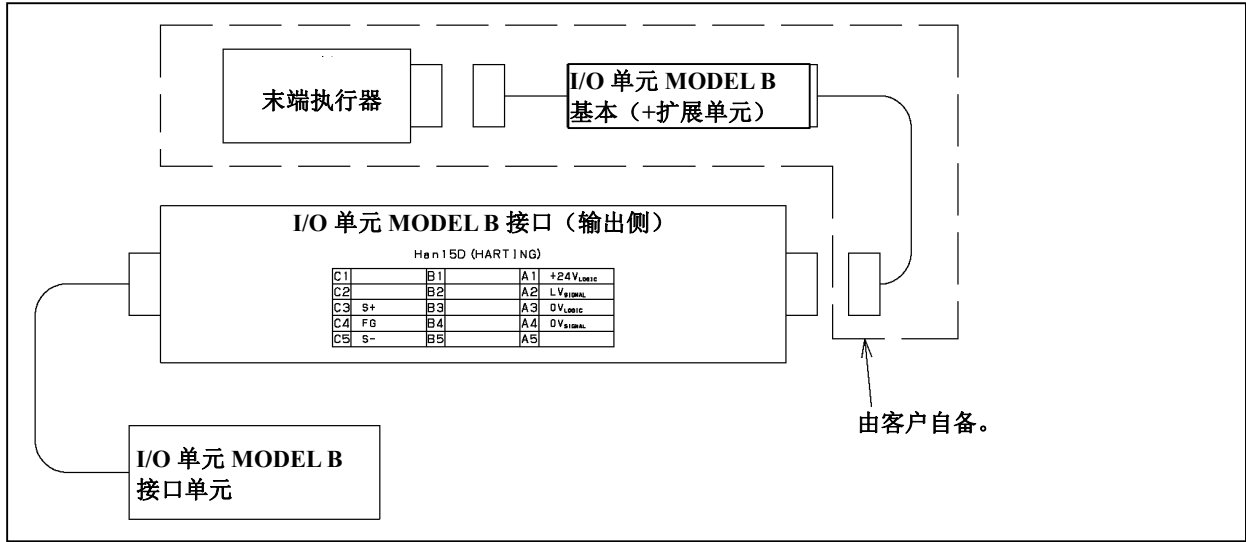 末端执行器
I/O 单元 MODEL B
基本（+扩展单元）
I/O 单元 MODEL B 接口（输出侧）
Han15D (HARTING)
C1 B1 A1 +24VLOGIC
C2 B2 A2 LVSIGNAL
C3 S+ B3 A3 0VLOGIC
C4 FG B4 A4 0VSIGNAL
C5 S- B5 A5
由客户自备。
I/O 单元 MODEL B
接口单元